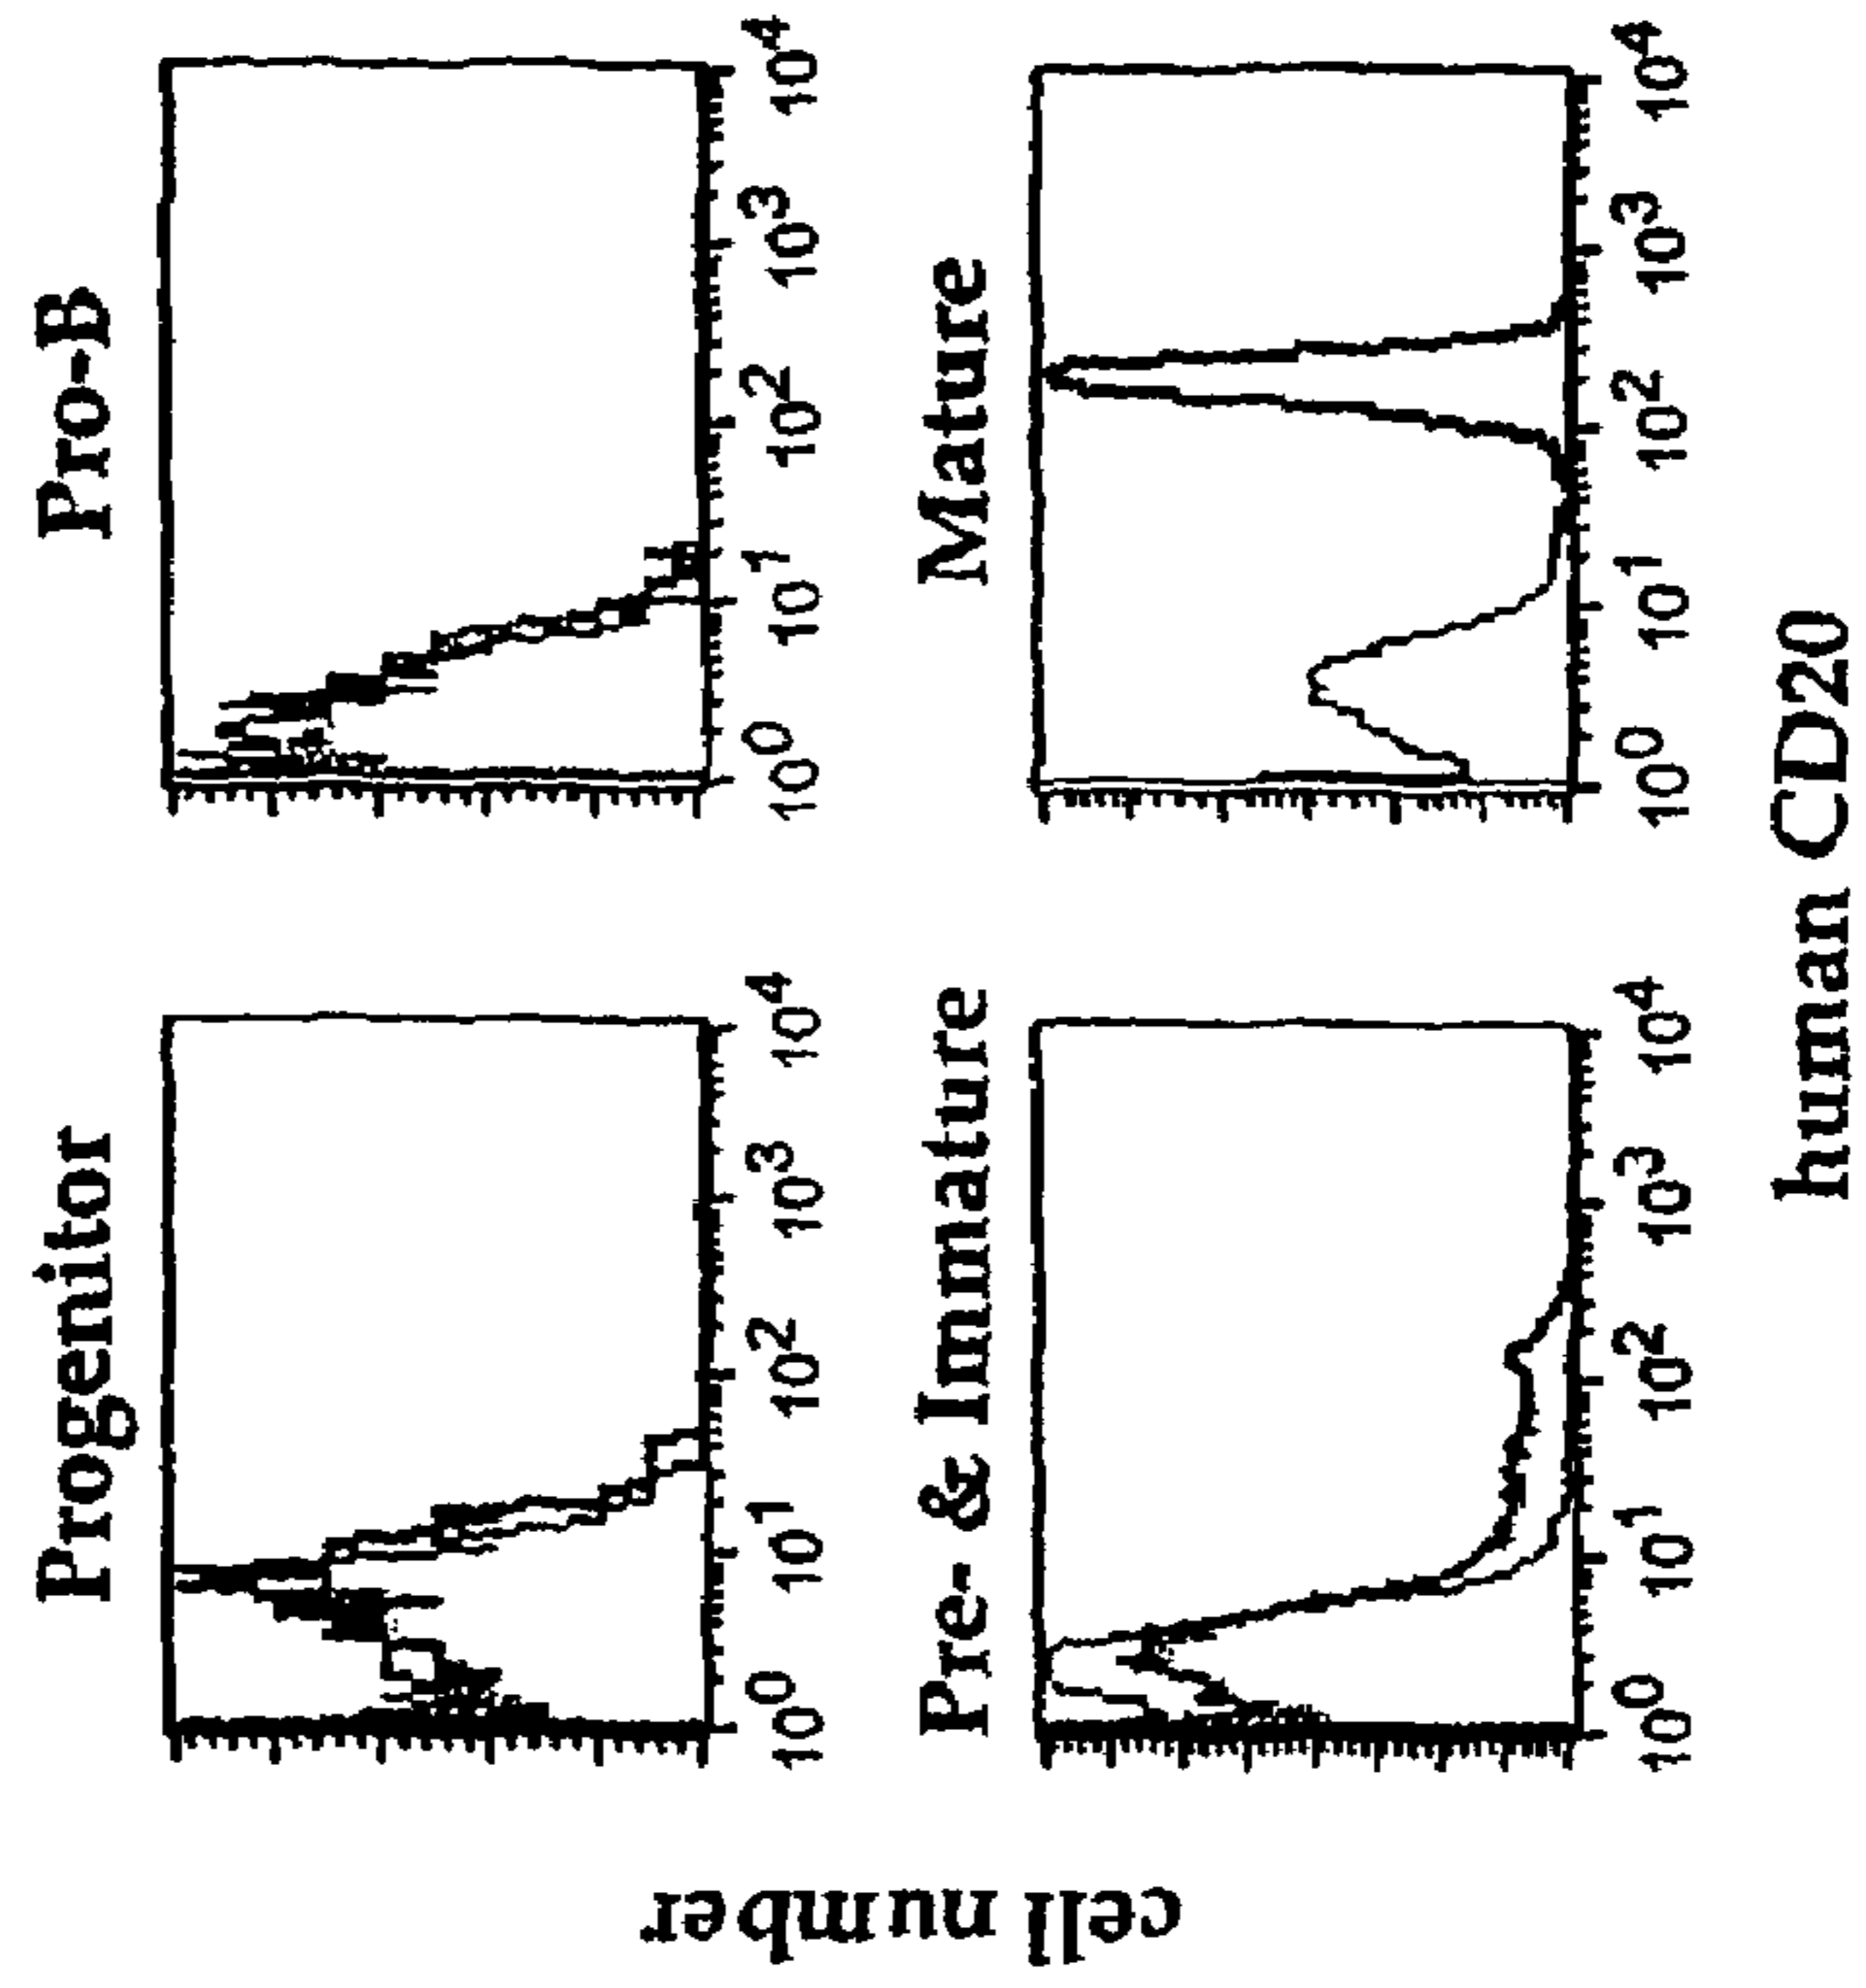 Progenitor
Pro-B
10⁰ 10¹ 10² 10³ 10⁴
10⁰ 10¹ 10² 10³ 10⁴
Pre- & Immature
Mature
10⁰ 10¹ 10² 10³ 10⁴
10⁰ 10¹ 10² 10³ 10⁴
cell number
human CD20